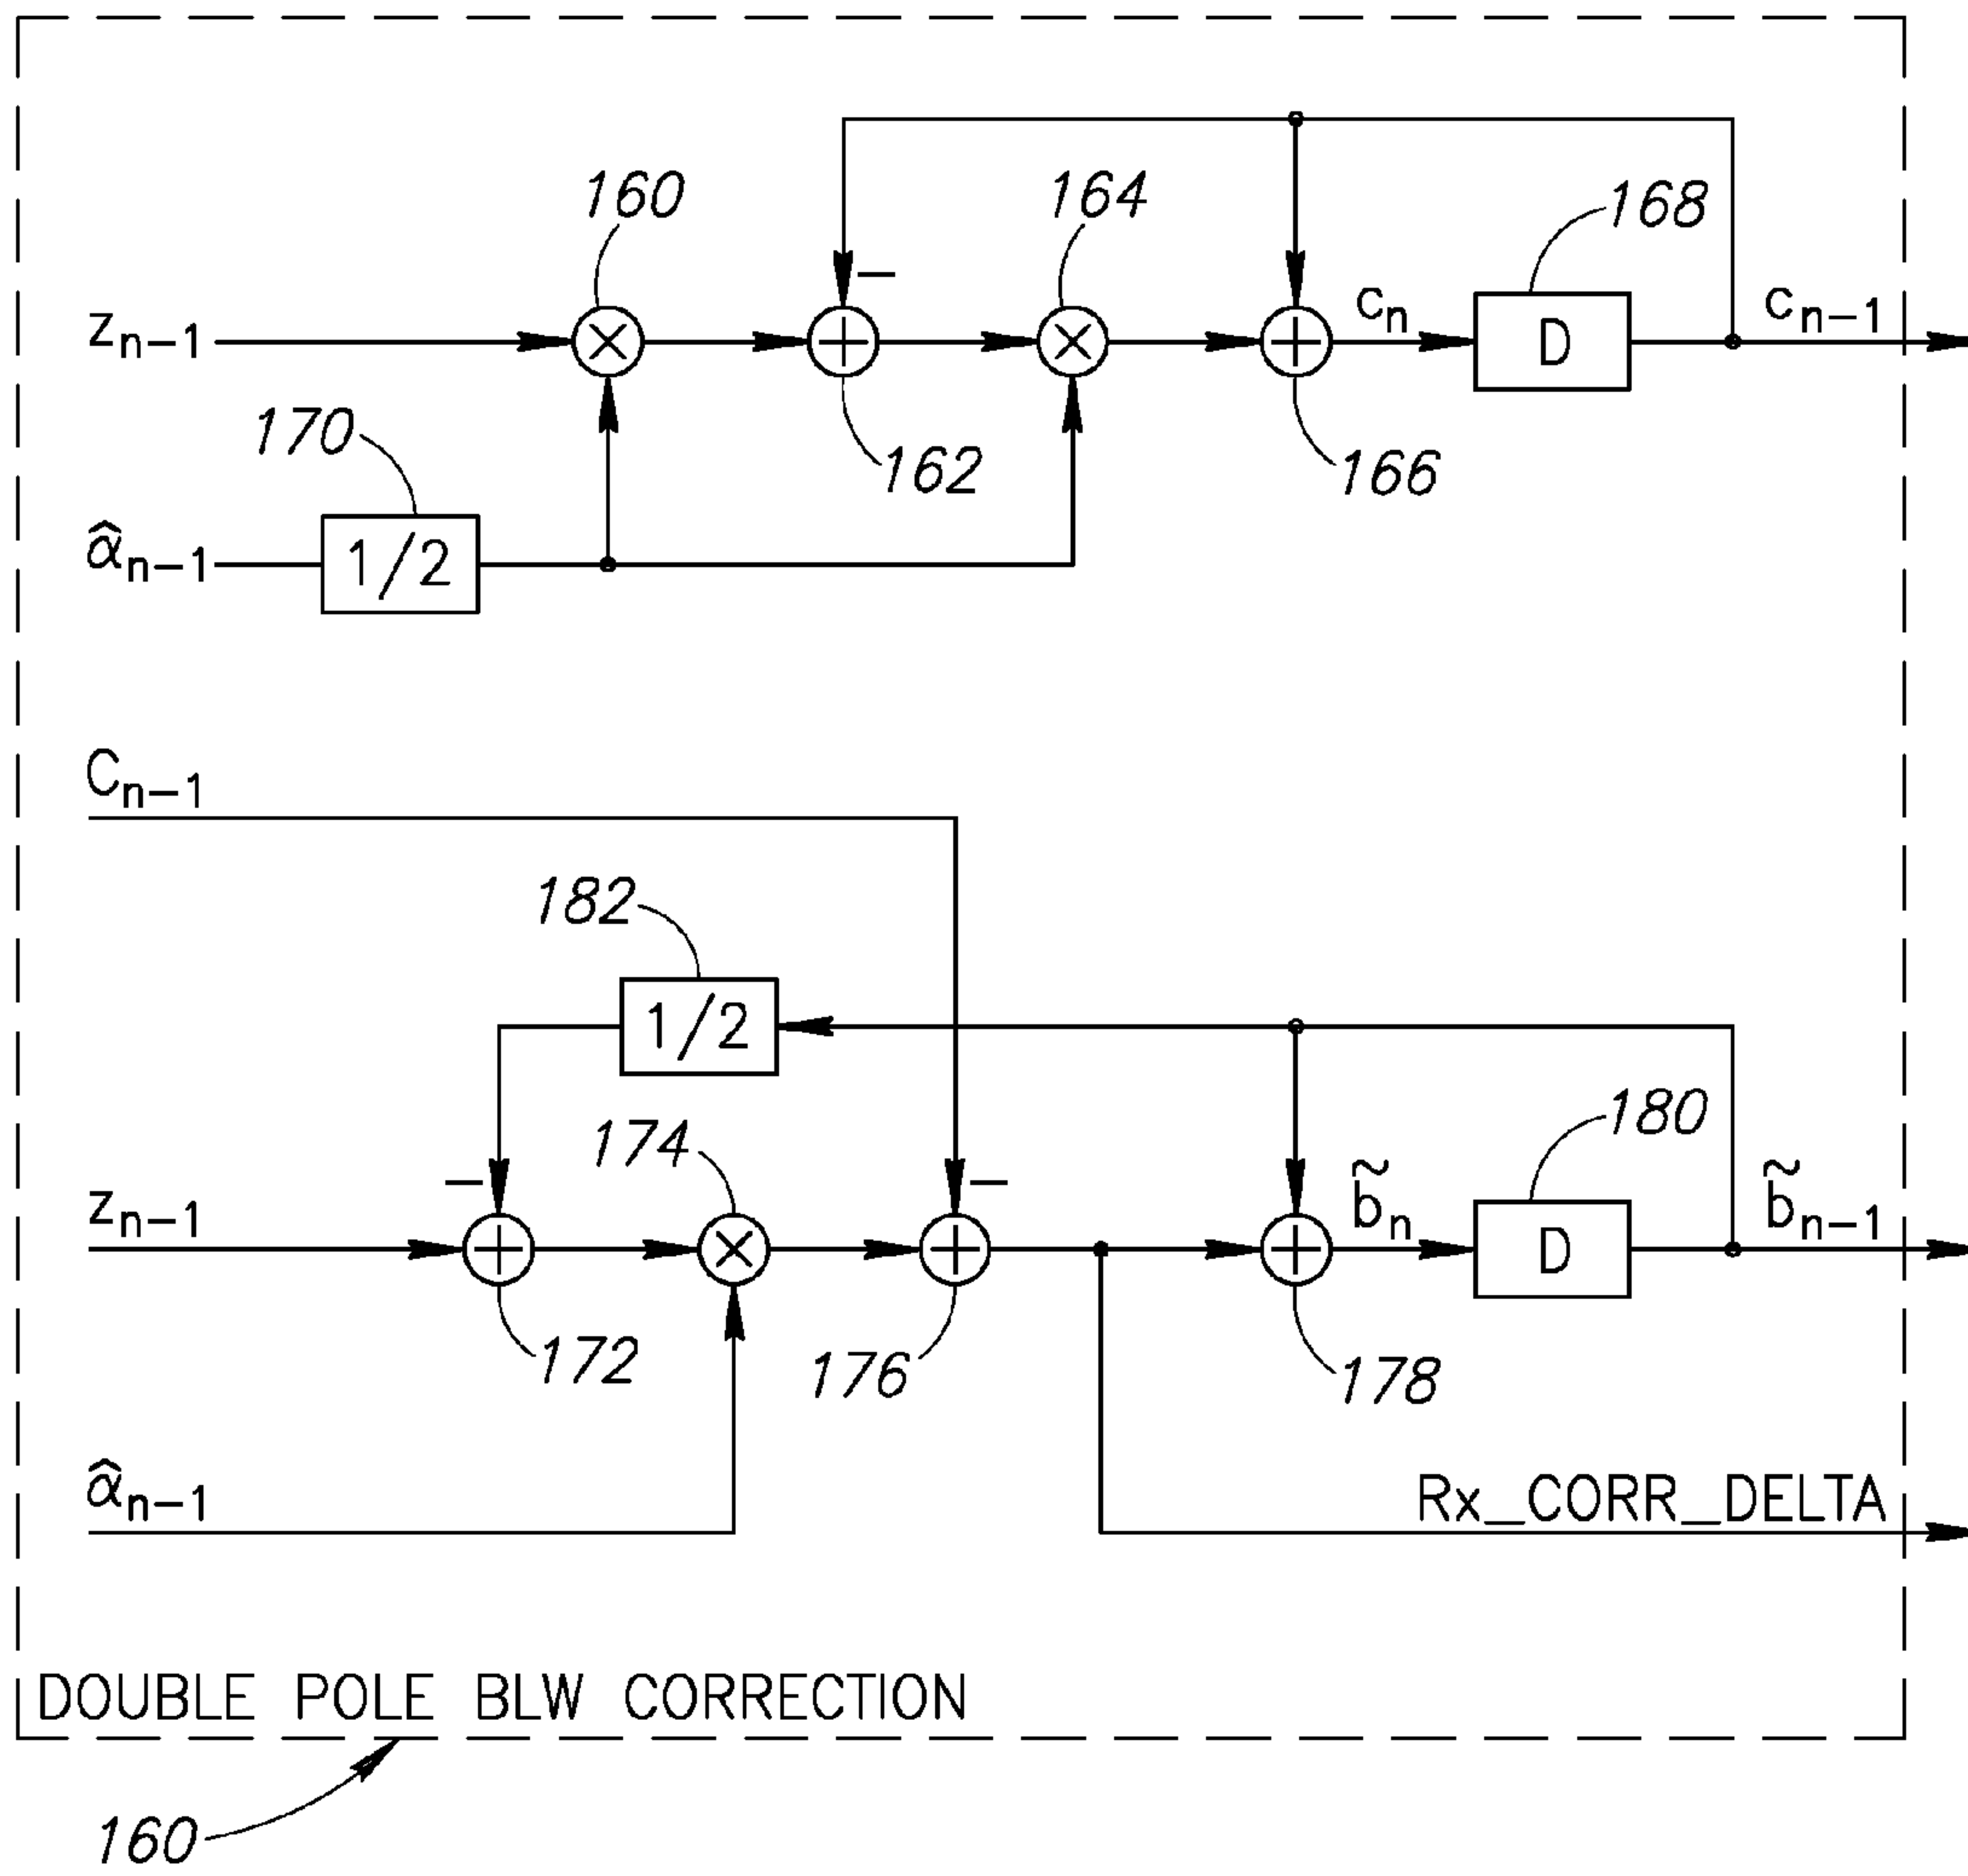 160
164
168
z_{n-1}
−
c_n
D
c_{n-1}
170
162
166
α̂_{n-1}
1/2
C_{n-1}
182
1/2
174
180
z_{n-1}
−
−
b̃_n
D
b̃_{n-1}
172
176
178
α̂_{n-1}
Rx_CORR_DELTA
DOUBLE POLE BLW CORRECTION
160